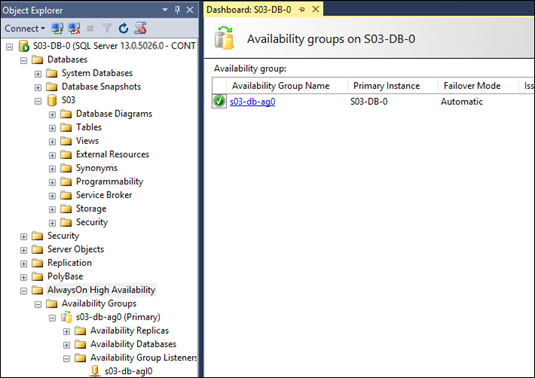 Object Explorer
Connect
S03-DB-0 (SQL Server 13.0.5026.0 - CONT
Databases
System Databases
Database Snapshots
S03
Database Diagrams
Tables
Views
External Resources
Synonyms
Programmability
Service Broker
Storage
Security
Security
Server Objects
Replication
PolyBase
AlwaysOn High Availability
Availability Groups
s03-db-ag0 (Primary)
Availability Replicas
Availability Databases
Availability Group Listeners
s03-db-agl0
Dashboard: S03-DB-0
Availability groups on S03-DB-0
Availability group:
Availability Group Name Primary Instance Failover Mode Iss
s03-db-ag0 S03-DB-0 Automatic